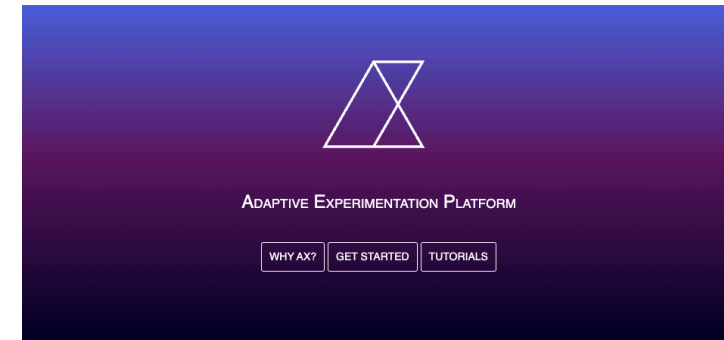 ADAPTIVE EXPERIMENTATION PLATFORM
WHY AX? GET STARTED TUTORIALS